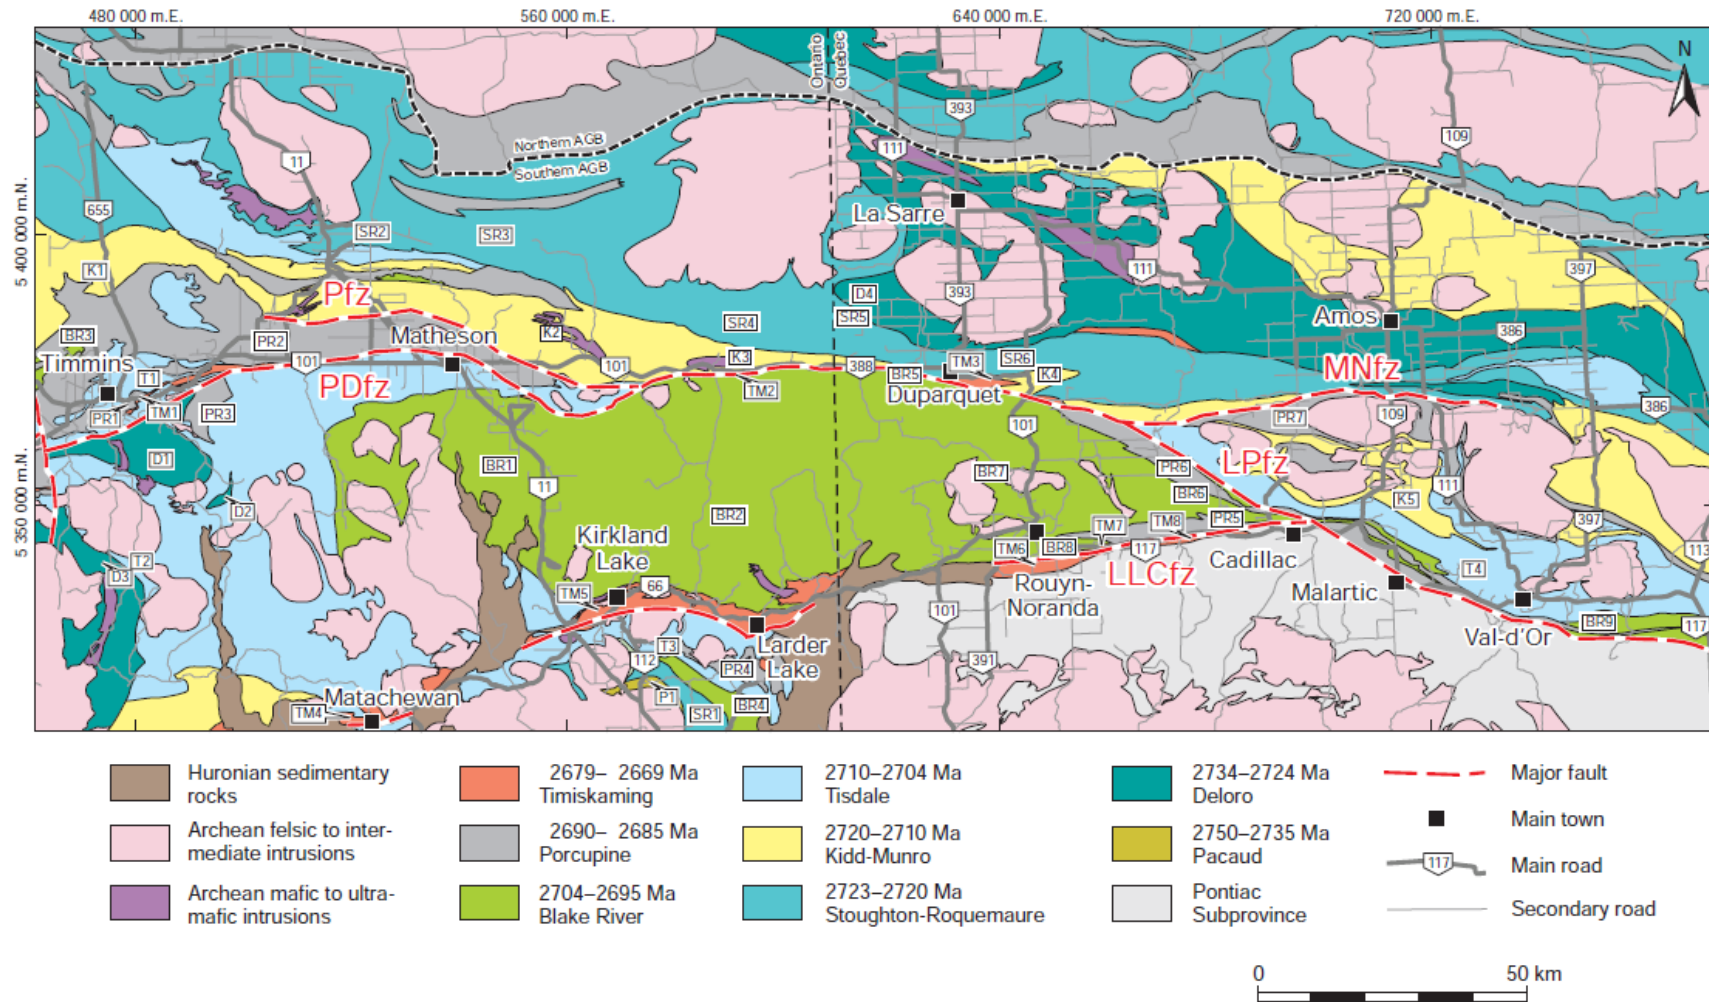 480 000 m.E.
560 000 m.E.
640 000 m.E.
720 000 m.E.
5 400 000 m.N.
5 350 000 m.N.
Ontario
Québec
N
393
109
111
11
Northern AGB
Southern AGB
655
La Sarre
SR2
SR3
K1
397
111
Pfz
393
D4
SR5
Amos
386
BR3
PR2
Matheson
K2
SR4
Timmins
101
101
K3
388
TM3
SR6
MNfz
T1
PDfz
TM2
BR5
K4
Duparquet
PR1
TM1
PR3
386
PR7
109
101
D1
BR1
BR7
PR6
LPfz
BR6
11
111
K5
D2
BR2
397
Kirkland
Lake
TM7
TM8
PR5
T2
D3
TM6
BR8
117
Cadillac
113
LLCfz
T4
66
TM5
Rouyn-
Noranda
Malartic
101
Larder
Lake
Val-d'Or
BR9
117
T3
112
391
PR4
Matachewan
P1
TM4
SR1
BR4
Huronian sedimentary
rocks
Archean felsic to inter-
mediate intrusions
Archean mafic to ultra-
mafic intrusions
2679– 2669 Ma
Timiskaming
2690– 2685 Ma
Porcupine
2704–2695 Ma
Blake River
2710–2704 Ma
Tisdale
2720–2710 Ma
Kidd-Munro
2723–2720 Ma
Stoughton-Roquemaure
2734–2724 Ma
Deloro
2750–2735 Ma
Pacaud
Pontiac
Subprovince
Major fault
Main town
117
Main road
Secondary road
0
50 km